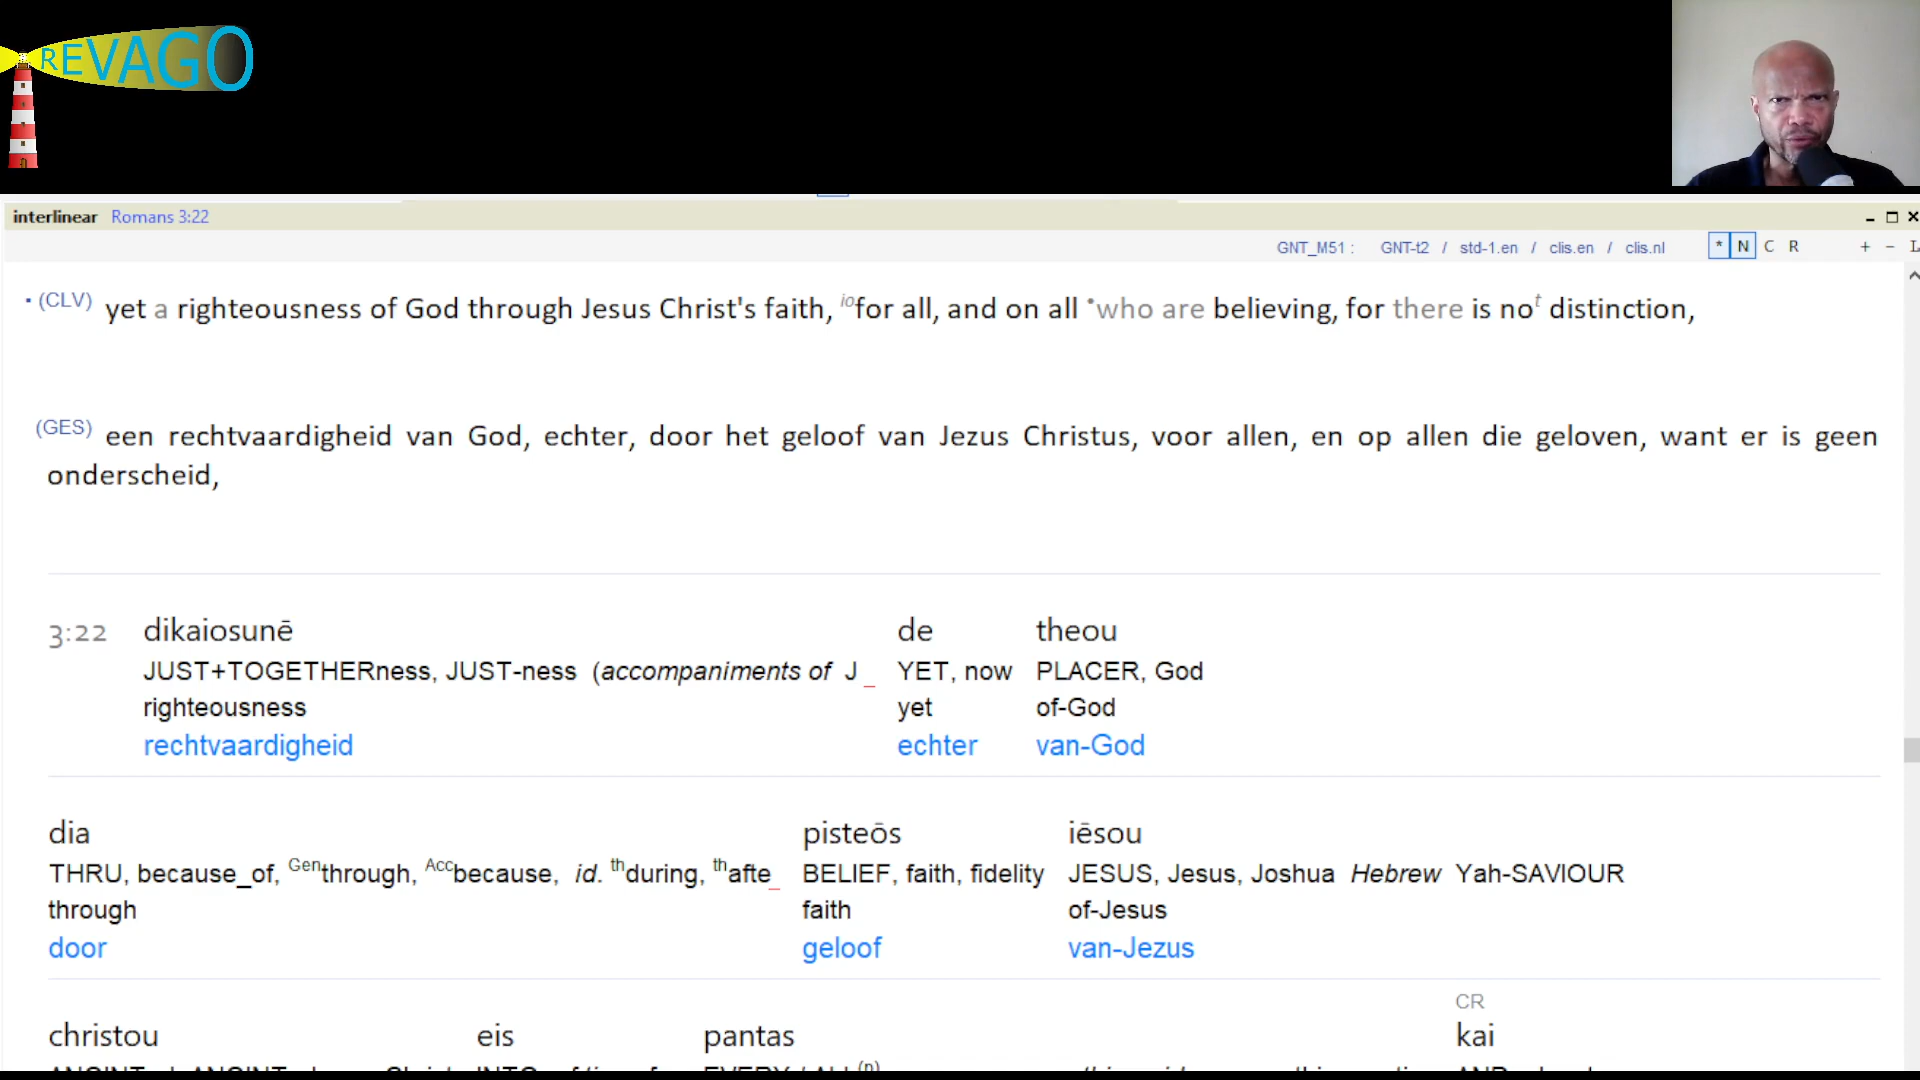 REVAGO
interlinear Romans 3:22
GNT_M51 : GNT-t2 / std-1.en / clis.en / clis.nl * N C R + −
• (CLV) yet a righteousness of God through Jesus Christ's faith, iofor all, and on all •who are believing, for there is not distinction,
(GES) een rechtvaardigheid van God, echter, door het geloof van Jezus Christus, voor allen, en op allen die geloven, want er is geen
onderscheid,
3:22 dikaiosunē de theou
JUST+TOGETHERness, JUST-ness (accompaniments of J YET, now PLACER, God
righteousness yet of-God
rechtvaardigheid echter van-God
dia pisteōs iēsou
THRU, because_of, Genthrough, Accbecause, id. thduring, thafte BELIEF, faith, fidelity JESUS, Jesus, Joshua Hebrew Yah-SAVIOUR
through faith of-Jesus
door geloof van-Jezus
CR
christou eis pantas kai